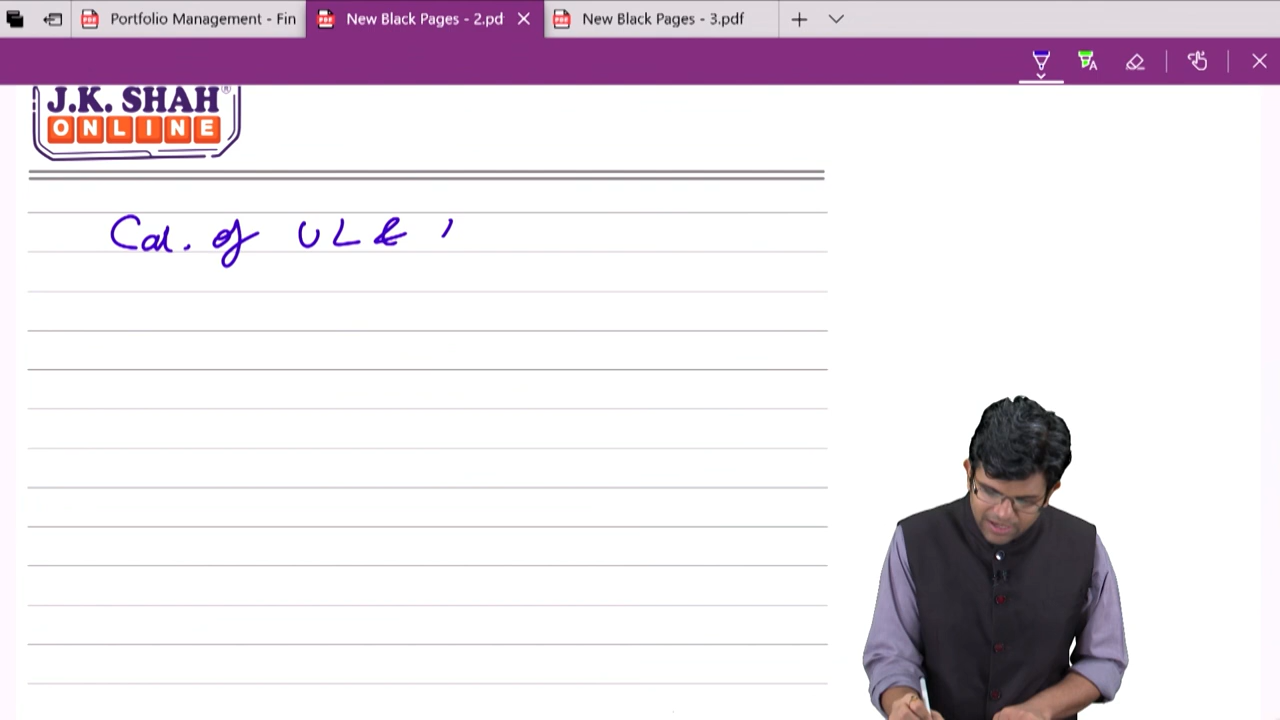 Portfolio Management - Fin
New Black Pages - 2.pd
New Black Pages - 3.pdf
J.K. SHAH®
ONLINE
Cal. of UL &